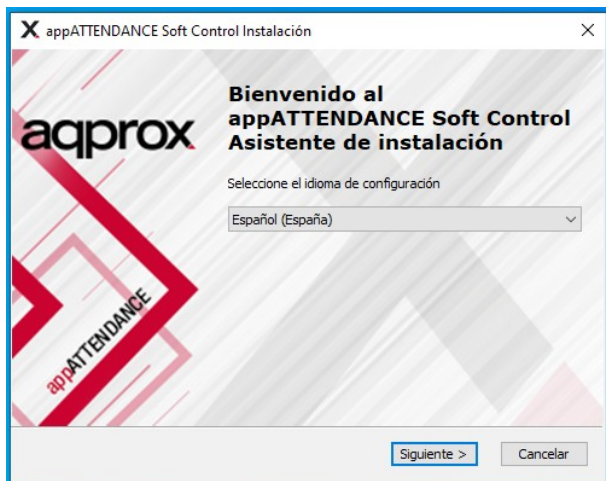 appATTENDANCE Soft Control Instalación
aqprox
Bienvenido al
appATTENDANCE Soft Control
Asistente de instalación
Seleccione el idioma de configuración
Español (España)
appATTENDANCE
Siguiente >
Cancelar